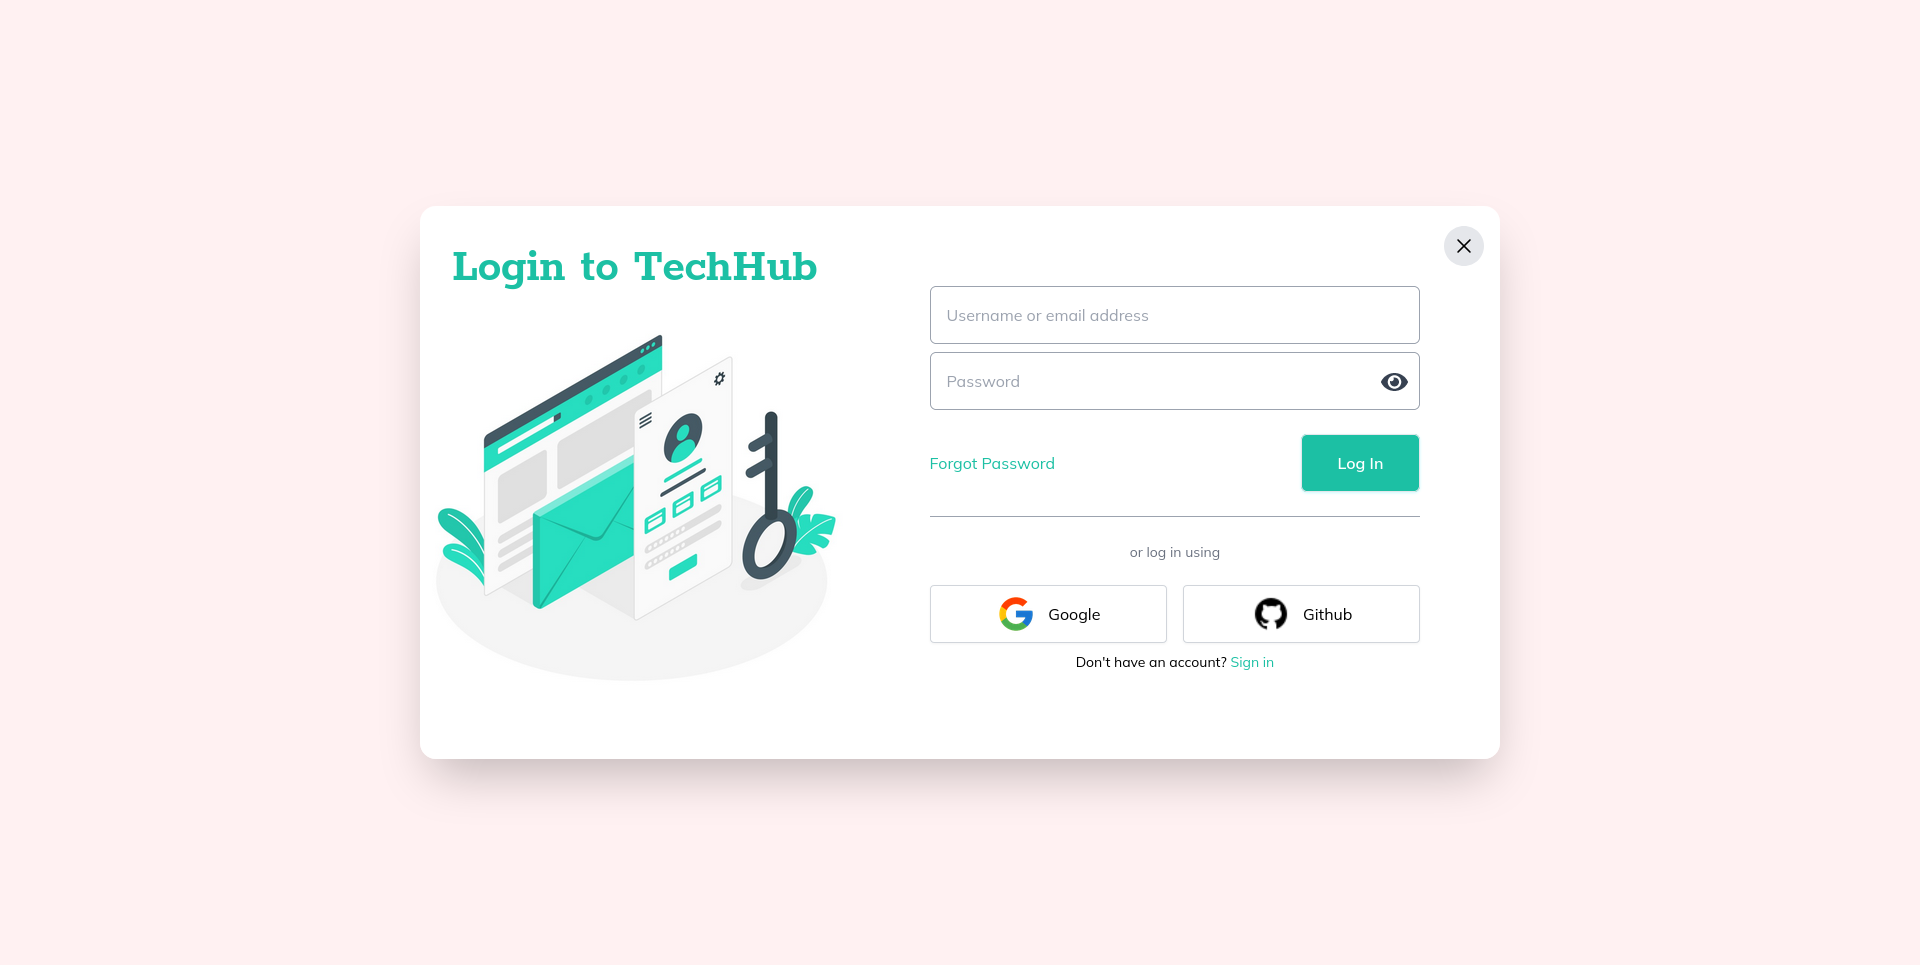 Login to TechHub
Username or email address
Password
Forgot Password
Log In
or log in using
Google
Github
Don't have an account? Sign in